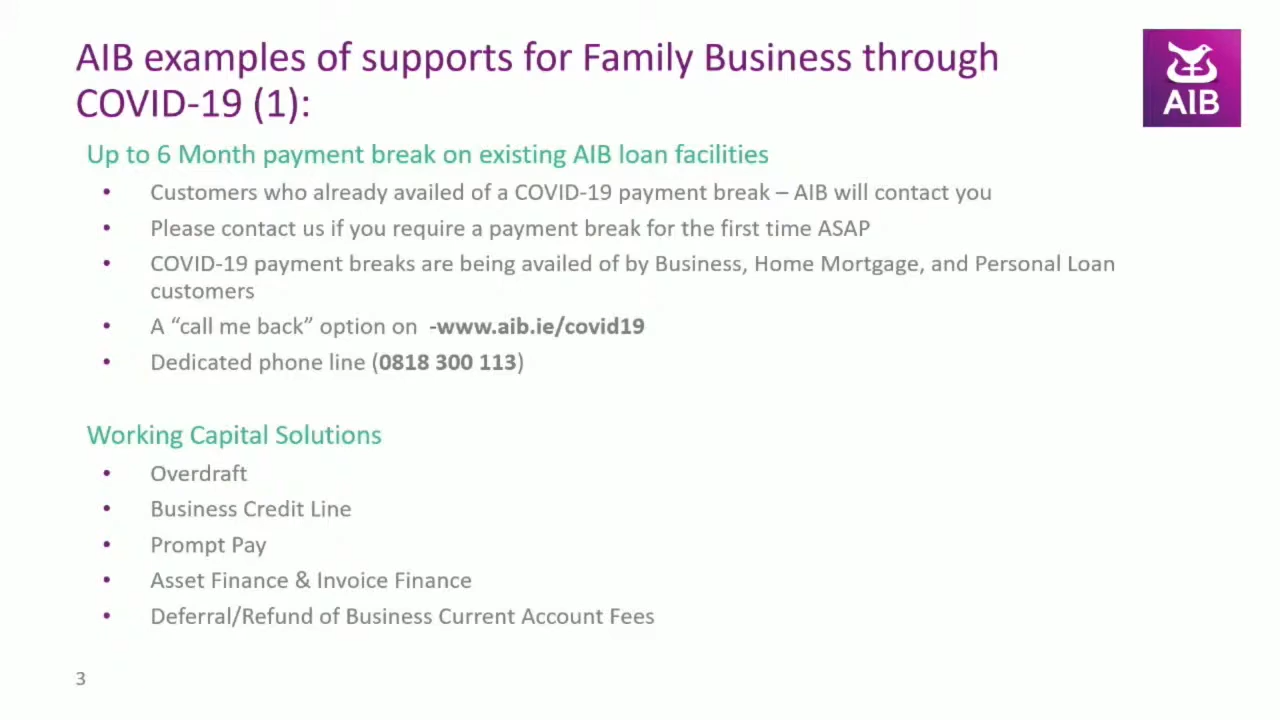 AIB examples of supports for Family Business through
COVID-19 (1):
AIB
Up to 6 Month payment break on existing AIB loan facilities
• Customers who already availed of a COVID-19 payment break – AIB will contact you
• Please contact us if you require a payment break for the first time ASAP
• COVID-19 payment breaks are being availed of by Business, Home Mortgage, and Personal Loan
customers
• A “call me back” option on -www.aib.ie/covid19
• Dedicated phone line (0818 300 113)
Working Capital Solutions
• Overdraft
• Business Credit Line
• Prompt Pay
• Asset Finance & Invoice Finance
• Deferral/Refund of Business Current Account Fees
3